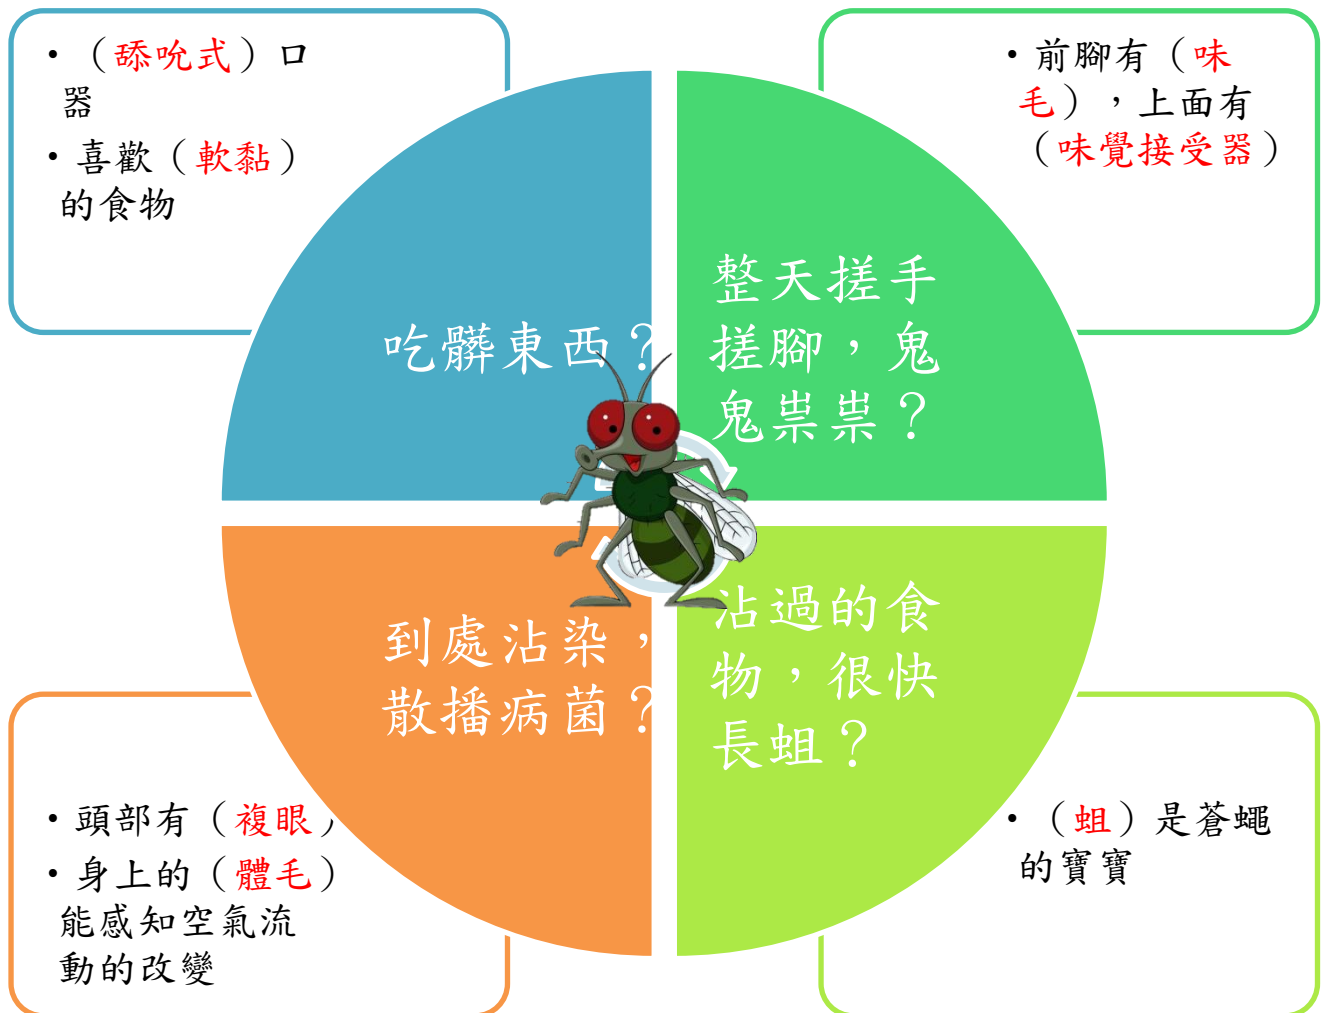 •（舔吮式）口
器
•喜歡（軟黏）
的食物
•前腳有（味
毛），上面有
（味覺接受器）
吃髒東西？
整天搓手
搓腳，鬼
鬼祟祟？
到處沾染，
散播病菌？
沾過的食
物，很快
長蛆？
•頭部有（複眼）
•身上的（體毛）
能感知空氣流
動的改變
•（蛆）是蒼蠅
的寶寶